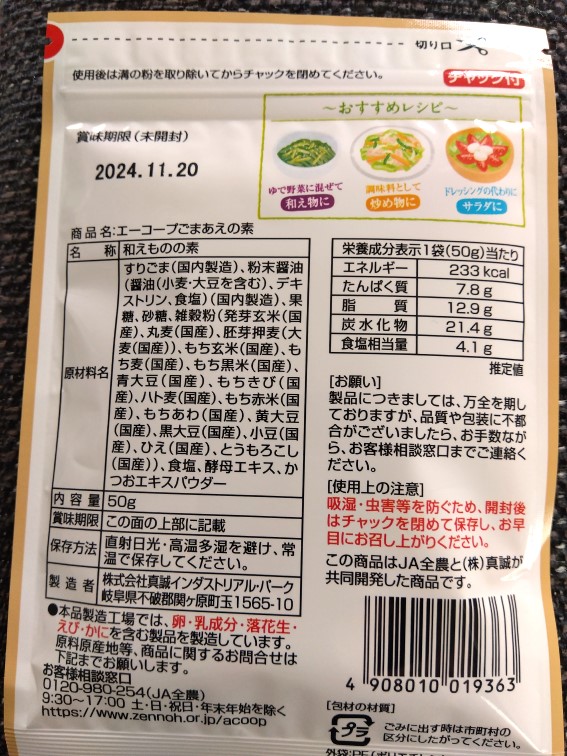 切り口
使用後は溝の粉を取り除いてからチャックを閉めてください。
チャック付
〜おすすめレシピ〜
賞味期限(未開封)
2024.11.20
ゆで野菜に混ぜて
和え物に
調味料として
炒め物に
ドレッシングの代わりに
サラダに
商品名:エーコープごまあえの素
名 称 和えものの素
原材料名
すりごま(国内製造)、粉末醤油
(醤油(小麦・大豆を含む)、デキ
ストリン、食塩)(国内製造)、果
糖、砂糖、雑穀粉(発芽玄米(国
産)、丸麦(国産)、胚芽押麦(大
麦(国産))、もち玄米(国産)、も
ち麦(国産)、もち黒米(国産)、
青大豆(国産)、もちきび(国
産)、ハト麦(国産)、もち赤米(国
産)、もちあわ(国産)、黄大豆
(国産)、黒大豆(国産)、小豆(国
産)、ひえ(国産)、とうもろこし
(国産))、食塩、酵母エキス、か
つおエキスパウダー
内容量 50g
賞味期限 この面の上部に記載
保存方法 直射日光・高温多湿を避け、常
温で保存してください。
製造者 株式会社真誠インダストリアル・パーク
岐阜県不破郡関ヶ原町玉1565-10
●本品製造工場では、卵・乳成分・落花生・
えび・かにを含む製品を製造しています。
原料原産地等、商品に関するお問合せは
下記までお願いします。
お客様相談窓口
0120-980-254(JA全農)
9:30〜17:00 土・日・祝日・年末年始を除く
https://www.zennoh.or.jp/acoop
栄養成分表示1袋(50g)当たり
エネルギー 233 kcal
たんぱく質 7.8 g
脂質 12.9 g
炭水化物 21.4 g
食塩相当量 4.1 g
推定値
[お願い]
製品につきましては、万全を期し
ておりますが、品質や包装に不都
合がございましたら、お手数なが
ら、お客様相談窓口までご連絡く
ださい。
[使用上の注意]
吸湿・虫害等を防ぐため、開封後
はチャックを閉めて保存し、お早
目にお召し上がりください。
この商品はJA全農と(株)真誠が
共同開発した商品です。
4 908010 019363
[包材の材質]
プラ
ごみに出す時は市町村の
区分にしたがってください。
外袋:PE(ポリエチ